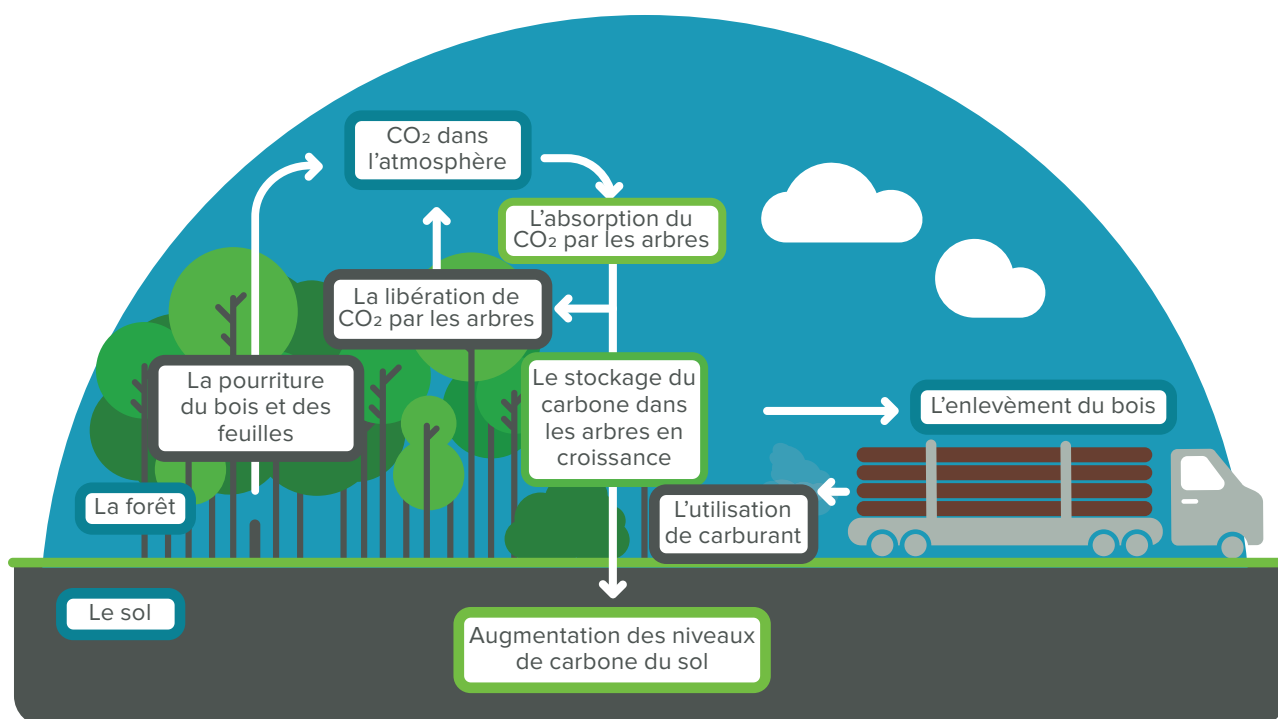 CO₂ dans
l'atmosphère
L'absorption du
CO₂ par les arbres
La libération de
CO₂ par les arbres
La pourriture
du bois et des
feuilles
Le stockage du
carbone dans
les arbres en
croissance
L'enlevèment du bois
La forêt
L'utilisation
de carburant
Le sol
Augmentation des niveaux
de carbone du sol